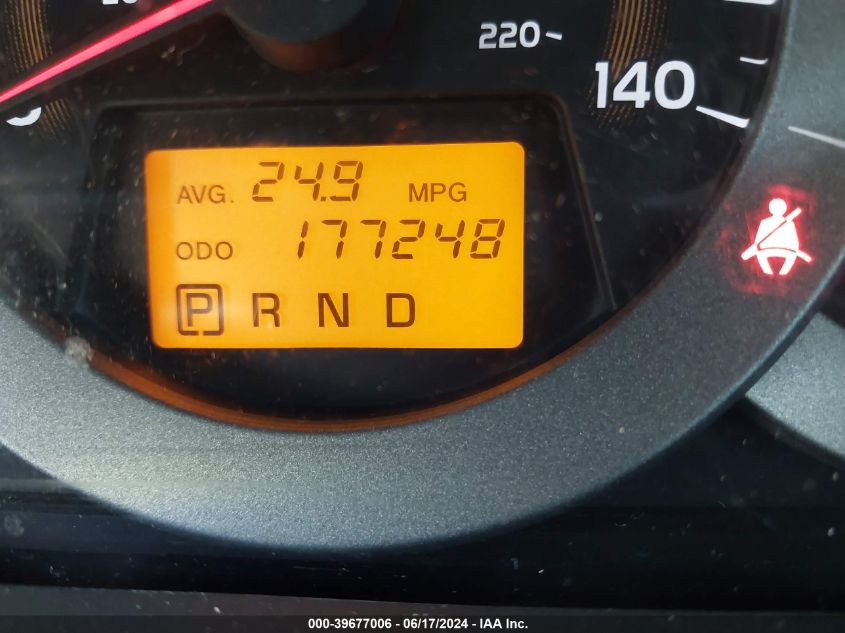 220
140
AVG. 24.9 MPG
ODO 177248
P R N D
000-39677006 - 06/17/2024 - IAA Inc.